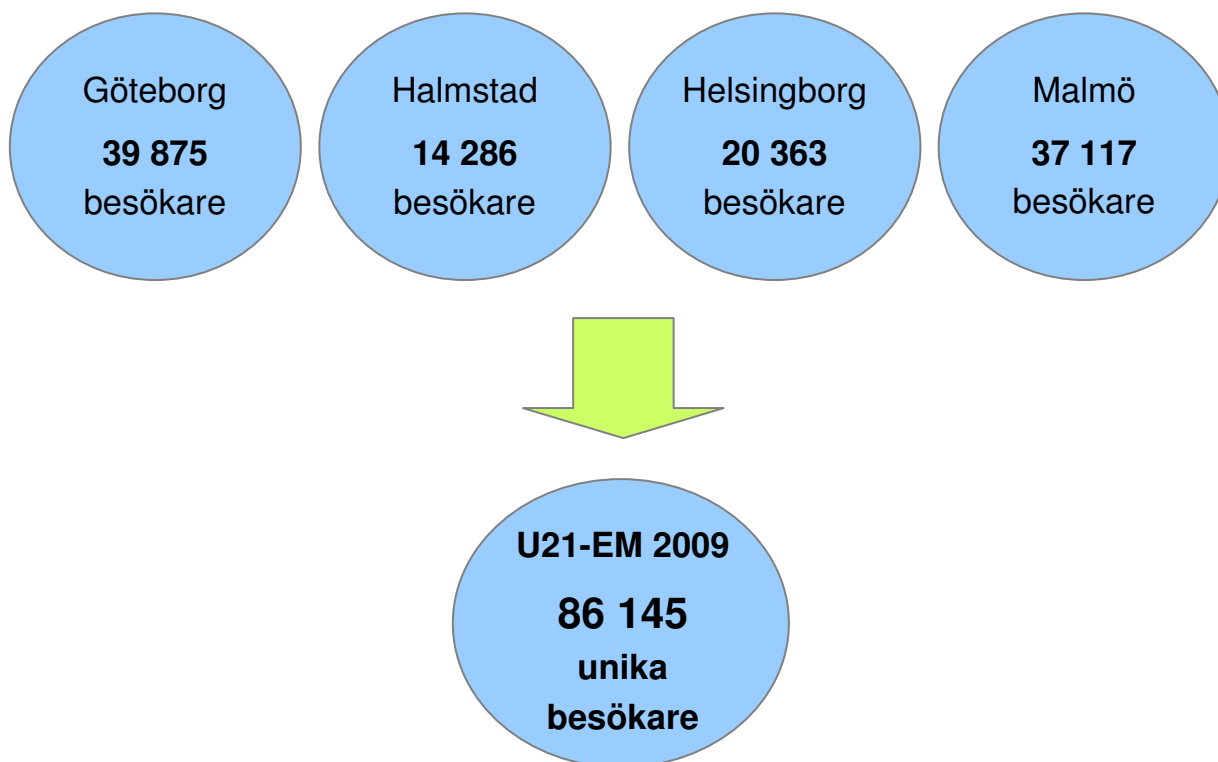 Göteborg
39 875
besökare
Halmstad
14 286
besökare
Helsingborg
20 363
besökare
Malmö
37 117
besökare
U21-EM 2009
86 145
unika
besökare